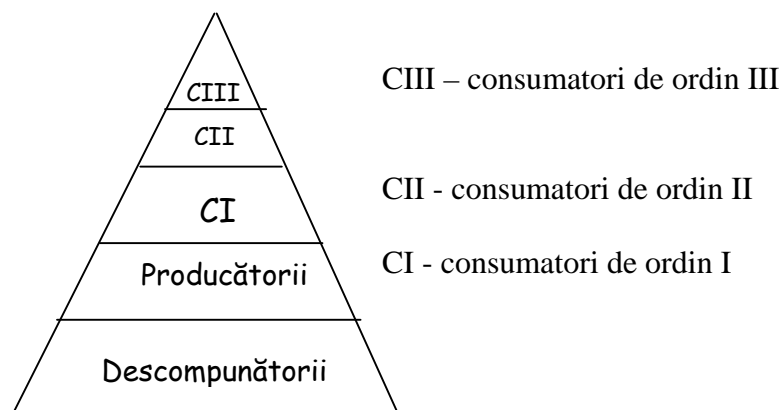 CIII
CIII – consumatori de ordin III
CII
CII - consumatori de ordin II
CI
CI - consumatori de ordin I
Producătorii
Descompunătorii